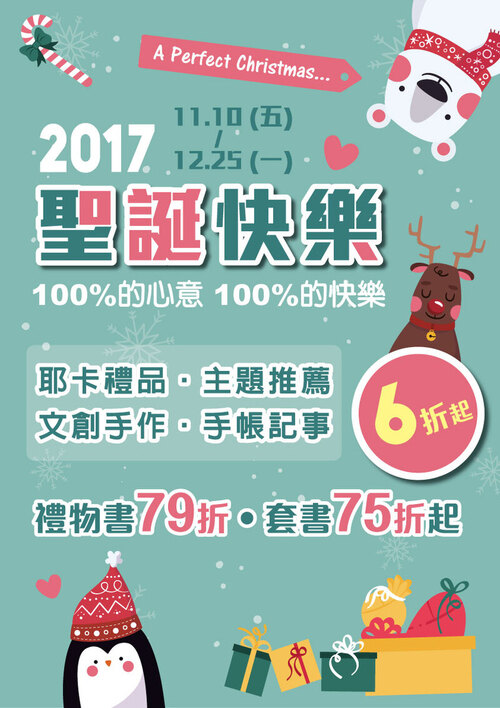 A Perfect Christmas...
11.10 (五)
/
2017
12.25 (一)
聖誕快樂
100%的心意 100%的快樂
耶卡禮品・主題推薦
文創手作・手帳記事
6折起
禮物書79折・套書75折起